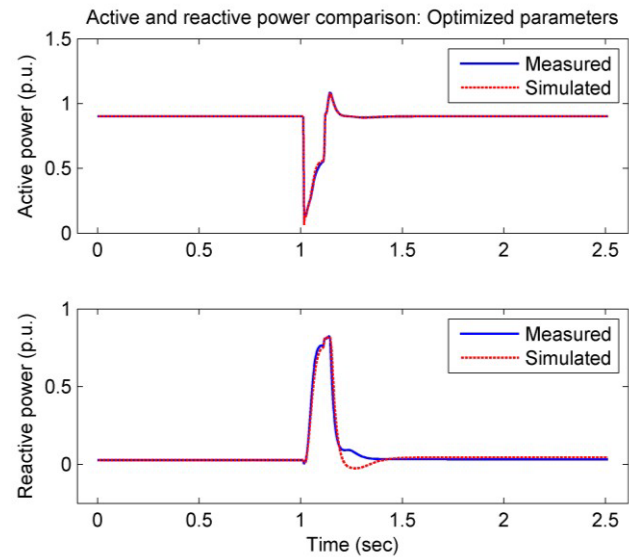 Active and reactive power comparison: Optimized parameters
Active power (p.u.)
1.5
1
0.5
0
Measured
Simulated
0 0.5 1 1.5 2 2.5
Reactive power (p.u.)
1
0.5
0
Measured
Simulated
0 0.5 1 1.5 2 2.5
Time (sec)